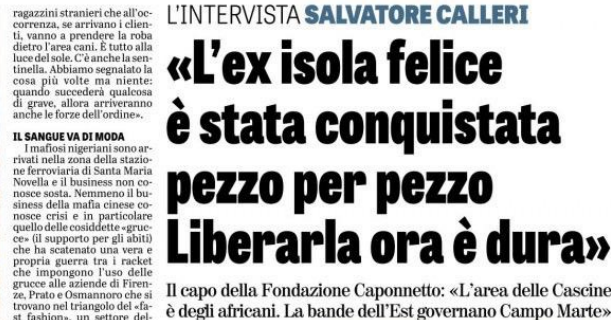 ragazzini stranieri che all'oc-
correnza, se arrivano i clien-
ti, vanno a prendere la roba
dietro l'area cani. È tutto alla
luce del sole. C'è anche la sen-
tinella. Abbiamo segnalato la
cosa più volte ma niente:
quando succederà qualcosa
di grave, allora arriveranno
anche le forze dell'ordine».
IL SANGUE VA DI MODA
I mafiosi nigeriani sono ar-
rivati nella zona della stazio-
ne ferroviaria di Santa Maria
Novella e il business non co-
nosce sosta. Nemmeno il bu-
siness della mafia cinese co-
nosce crisi e in particolare
quello delle cosiddette «gruc-
ce» (il supporto per gli abiti)
che ha scatenato una vera e
propria guerra tra i racket
che impongono l'uso delle
grucce alle aziende di Firen-
ze, Prato e Osmannoro che si
trovano nel triangolo del «fa-
st fashion», un settore del-
L'INTERVISTA SALVATORE CALLERI
«L'ex isola felice
è stata conquistata
pezzo per pezzo
Liberarla ora è dura»
Il capo della Fondazione Caponnetto: «L'area delle Cascine
è degli africani. La bande dell'Est governano Campo Marte»